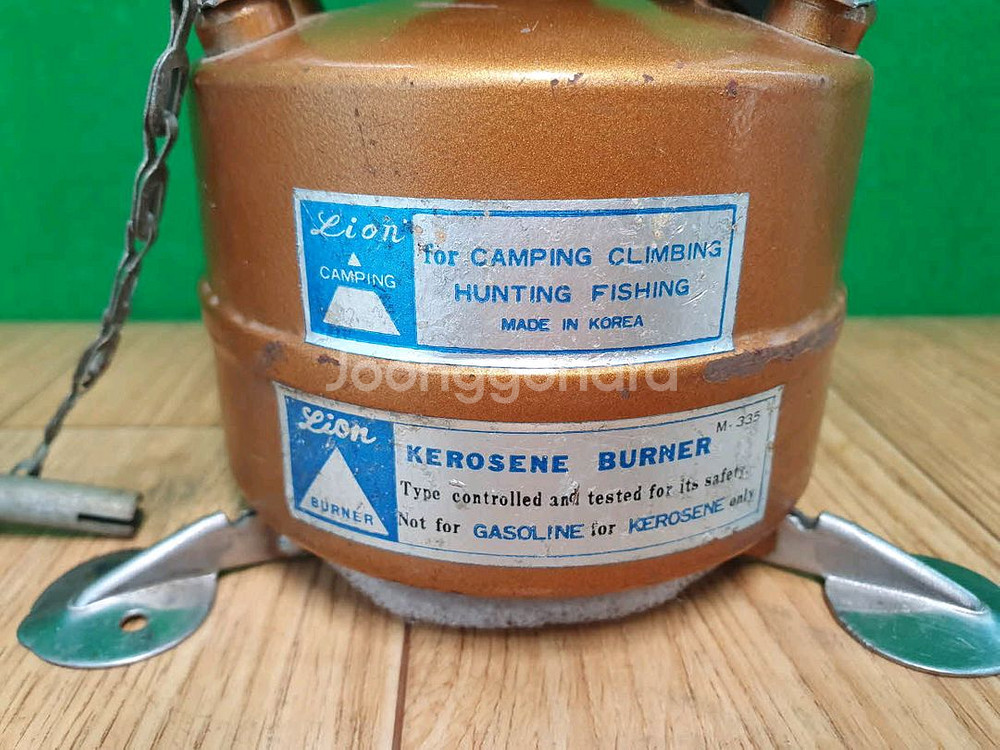 Lion
CAMPING
for CAMPING CLIMBING
HUNTING FISHING
MADE IN KOREA
Joonggonara
Lion
BURNER
M-335
KEROSENE BURNER
Type controlled and tested for its safety.
Not for GASOLINE for KEROSENE only